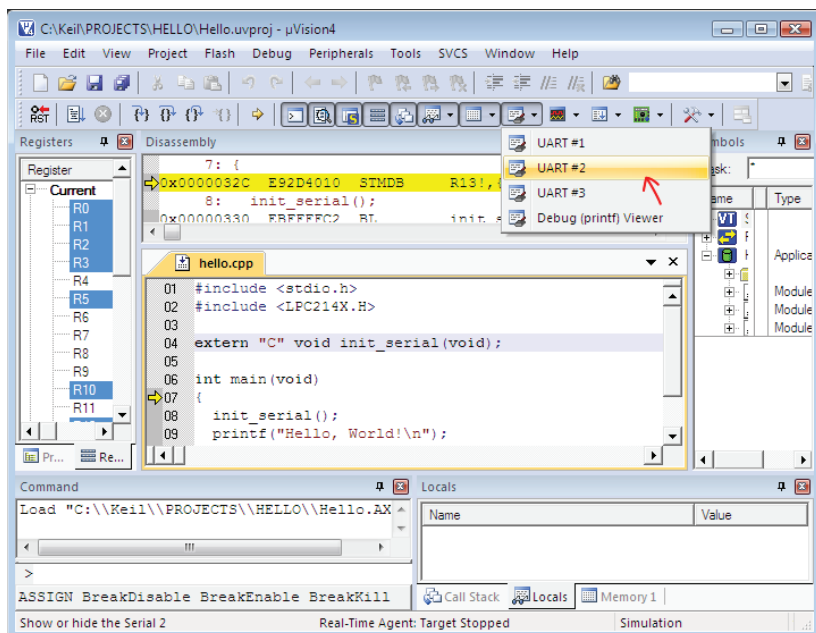 C:\Keil\PROJECTS\HELLO\Hello.uvproj - µVision4
File Edit View Project Flash Debug Peripherals Tools SVCS Window Help
RST
Registers
Disassembly
mbols
Register
Current
R0
R1
R2
R3
R4
R5
R6
R7
R8
R9
R10
R11
Pr...
Re...
7: {
0x0000032C E92D4010 STMDB R13!,{
8: init_serial();
0x00000330 EBFFFFC2 BL
UART #1
UART #2
UART #3
Debug (printf) Viewer
ask: *
ame Type
VT
Applica
Module
Module
Module
hello.cpp
01 #include <stdio.h>
02 #include <LPC214X.H>
03
04 extern "C" void init_serial(void);
05
06 int main(void)
07 {
08 init_serial();
09 printf("Hello, World!\n");
Command
Load "C:\\Keil\\PROJECTS\\HELLO\\Hello.AX
>
ASSIGN BreakDisable BreakEnable BreakKill
Locals
Name Value
Call Stack Locals Memory 1
Show or hide the Serial 2 Real-Time Agent: Target Stopped Simulation